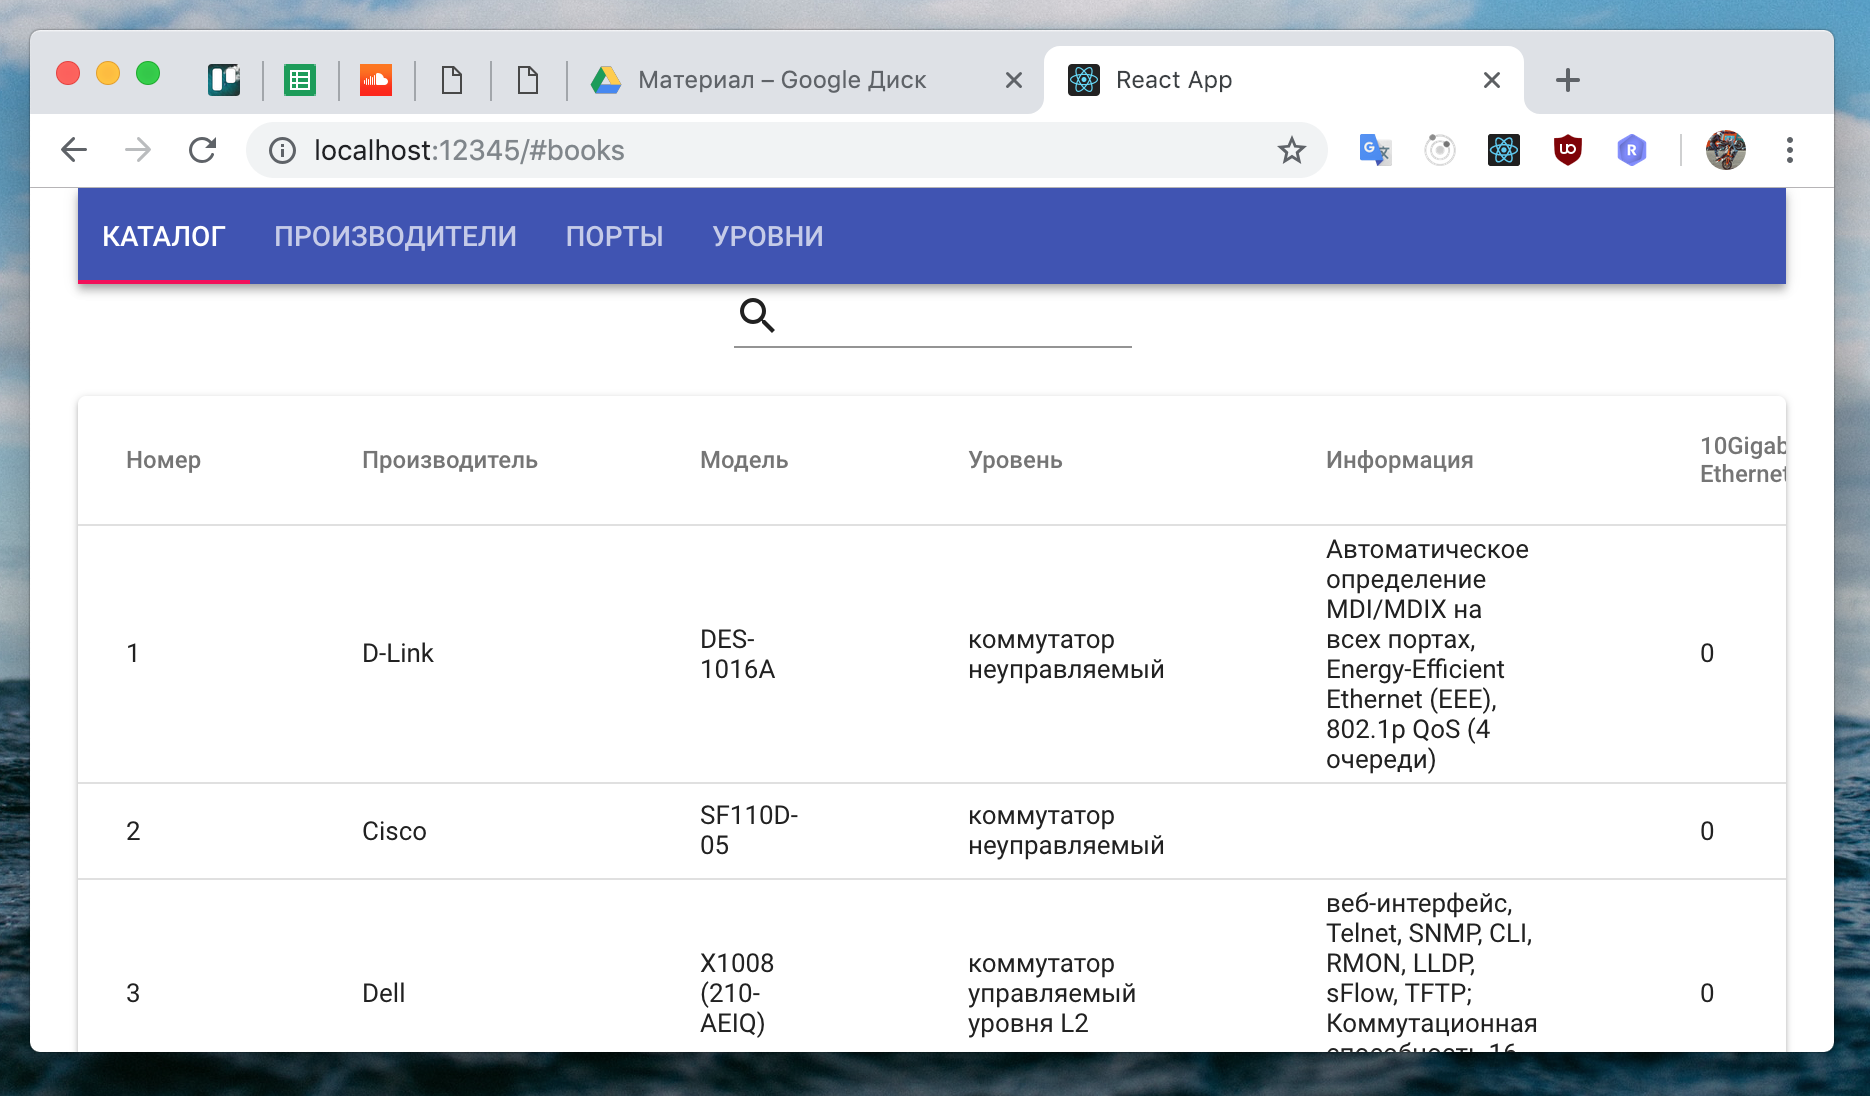 Материал – Google Диск
React App
localhost:12345/#books
КАТАЛОГ ПРОИЗВОДИТЕЛИ ПОРТЫ УРОВНИ
Номер Производитель Модель Уровень Информация
10Gigab
Ethernet
1 D-Link
DES-
1016A
коммутатор
неуправляемый
Автоматическое
определение
MDI/MDIX на
всех портах,
Energy-Efficient
Ethernet (EEE),
802.1p QoS (4
очереди)
0
2 Cisco
SF110D-
05
коммутатор
неуправляемый
0
3 Dell
X1008
(210-
AEIQ)
коммутатор
управляемый
уровня L2
веб-интерфейс,
Telnet, SNMP, CLI,
RMON, LLDP,
sFlow, TFTP;
Коммутационная
способность 16
0